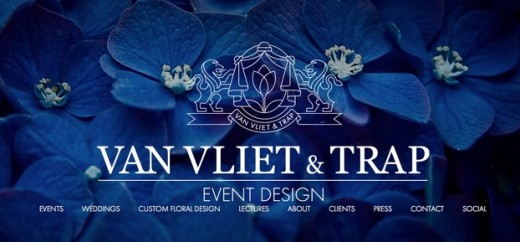 VAN VLIET & TRAP
VAN VLIET & TRAP
EVENT DESIGN
EVENTS WEDDINGS CUSTOM FLORAL DESIGN LECTURES ABOUT CLIENTS PRESS CONTACT SOCIAL